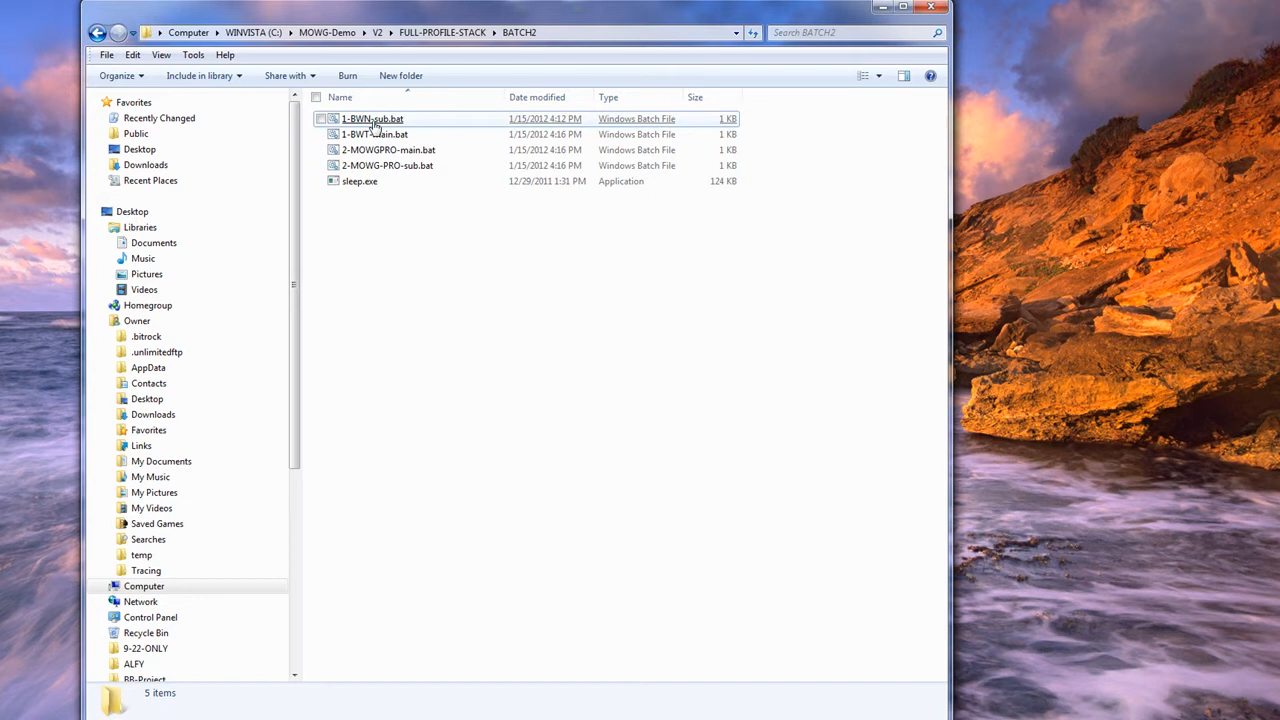 Computer WINVISTA (C:) MOWG-Demo V2 FULL-PROFILE-STACK BATCH2 Search BATCH2
File Edit View Tools Help
Organize Include in library Share with Burn New folder
Favorites
Recently Changed
Public
Desktop
Downloads
Recent Places
Desktop
Libraries
Documents
Music
Pictures
Videos
Homegroup
Owner
.bitrock
.unlimitedftp
AppData
Contacts
Desktop
Downloads
Favorites
Links
My Documents
My Music
My Pictures
My Videos
Saved Games
Searches
temp
Tracing
Computer
Network
Control Panel
Recycle Bin
9-22-ONLY
ALFY
BB-Project
Name Date modified Type Size
1-BWN-sub.bat 1/15/2012 4:12 PM Windows Batch File 1 KB
1-BWT-main.bat 1/15/2012 4:16 PM Windows Batch File 1 KB
2-MOWGPRO-main.bat 1/15/2012 4:16 PM Windows Batch File 1 KB
2-MOWG-PRO-sub.bat 1/15/2012 4:16 PM Windows Batch File 1 KB
sleep.exe 12/29/2011 1:31 PM Application 124 KB
5 items